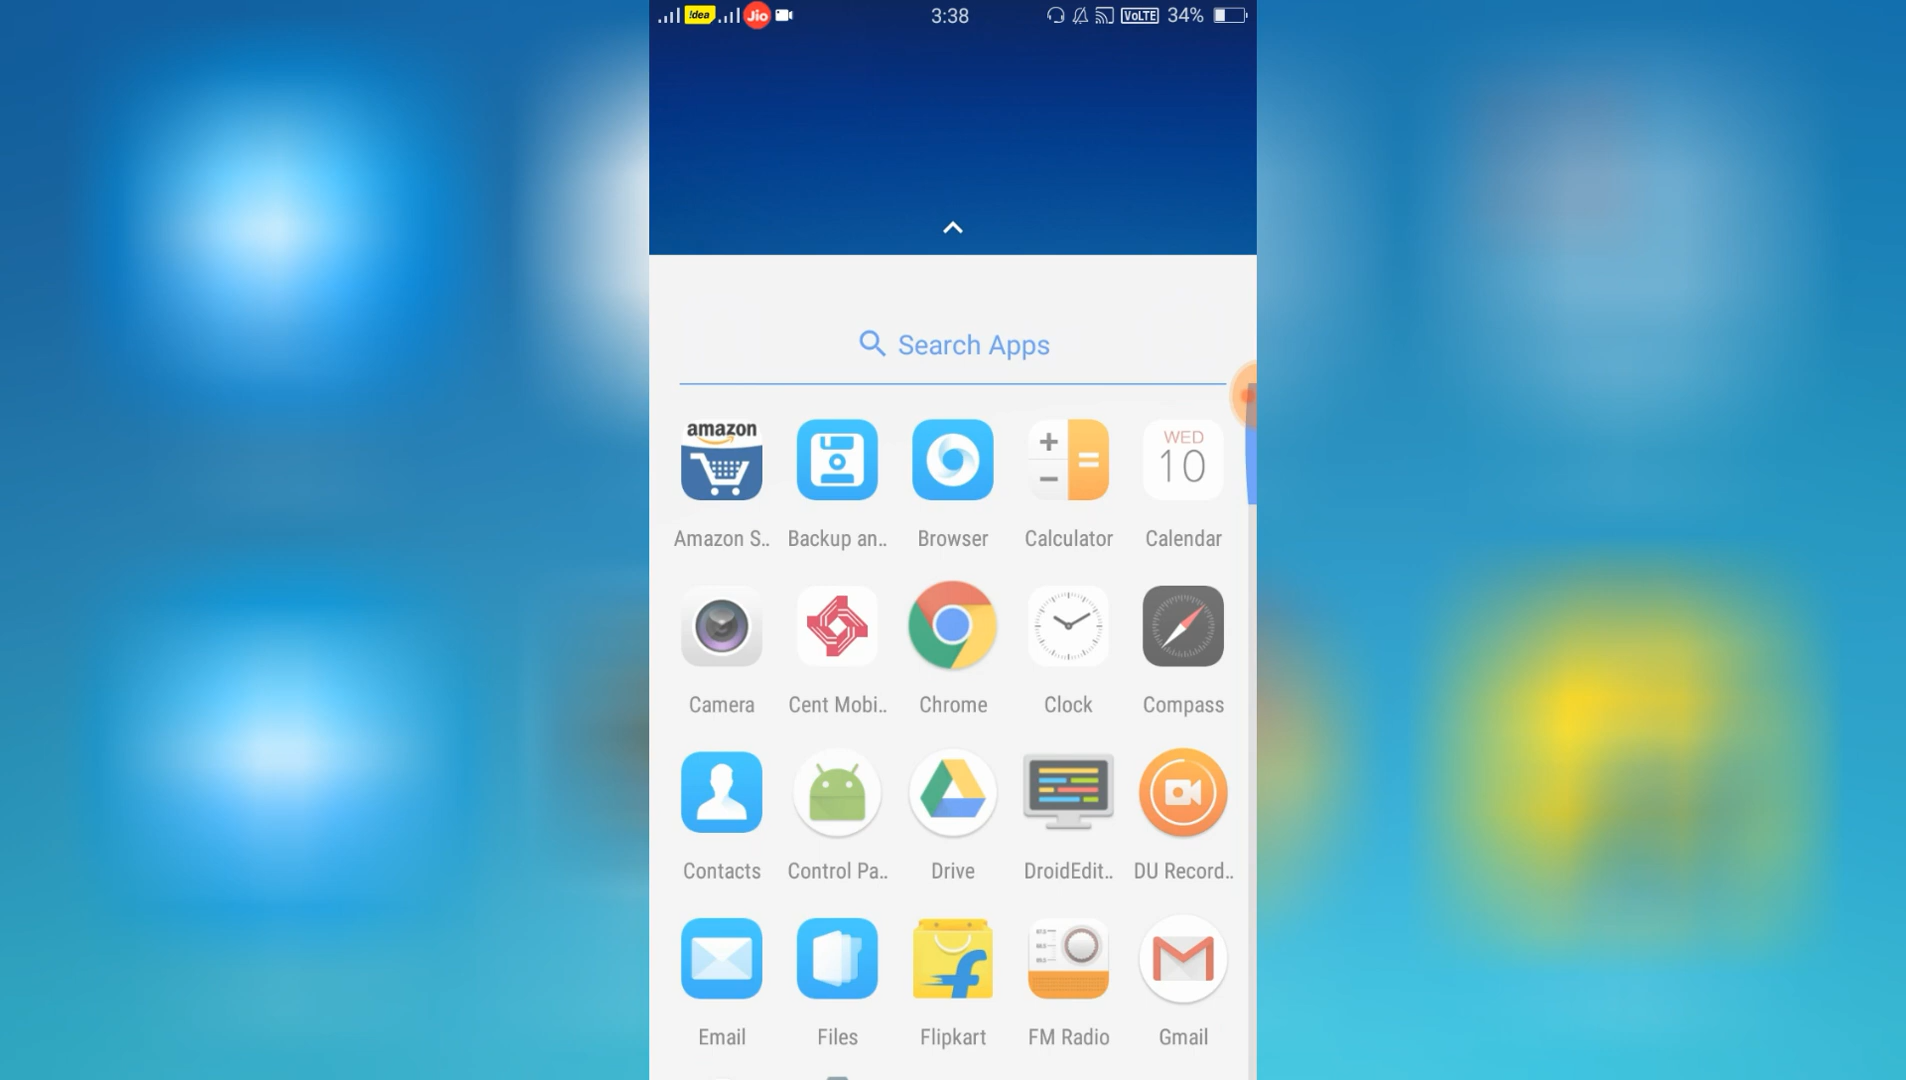 !dea Jio 3:38 VoLTE 34%
Search Apps
amazon
WED
10
Amazon S.. Backup an.. Browser Calculator Calendar
Camera Cent Mobi.. Chrome Clock Compass
Contacts Control Pa.. Drive DroidEdit.. DU Record..
Email Files Flipkart FM Radio Gmail